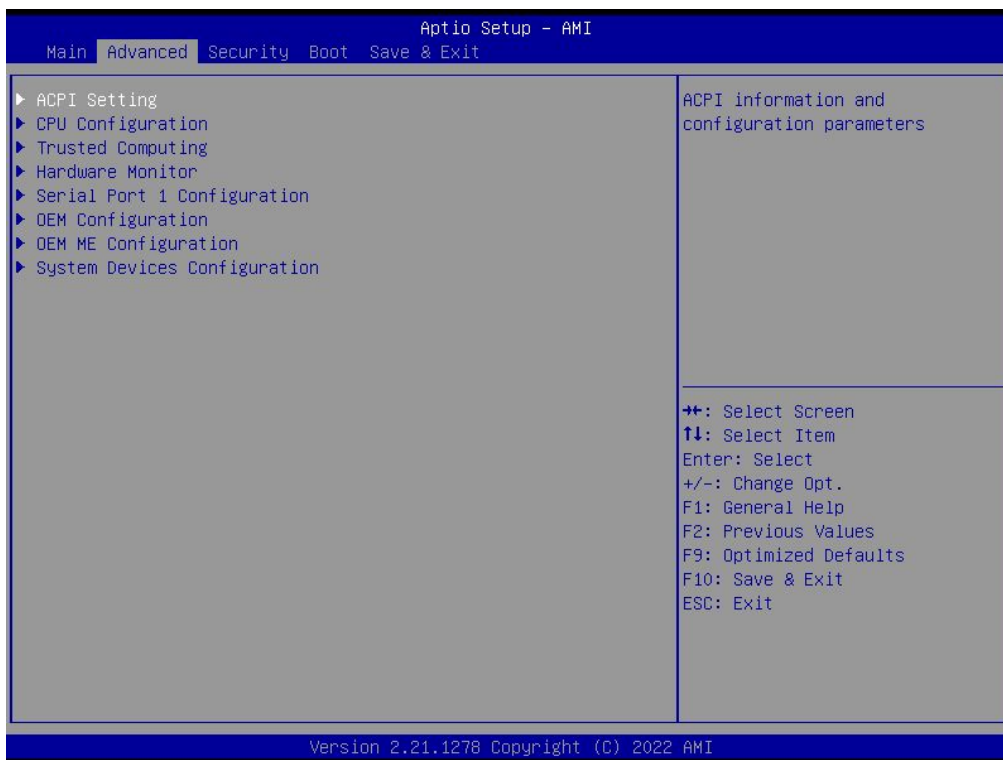 Aptio Setup – AMI
Main Advanced Security Boot Save & Exit
▶ ACPI Setting
▶ CPU Configuration
▶ Trusted Computing
▶ Hardware Monitor
▶ Serial Port 1 Configuration
▶ OEM Configuration
▶ OEM ME Configuration
▶ System Devices Configuration
ACPI information and
configuration parameters
→←: Select Screen
↑↓: Select Item
Enter: Select
+/-: Change Opt.
F1: General Help
F2: Previous Values
F9: Optimized Defaults
F10: Save & Exit
ESC: Exit
Version 2.21.1278 Copyright (C) 2022 AMI